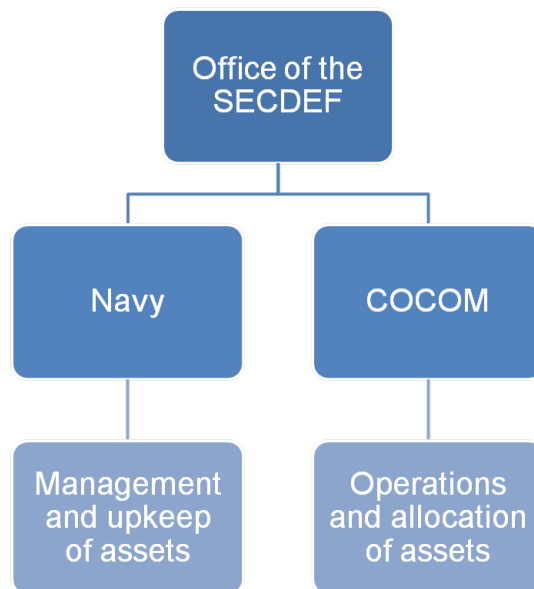 Office of the
SECDEF
Navy
COCOM
Management
and upkeep
of assets
Operations
and allocation
of assets